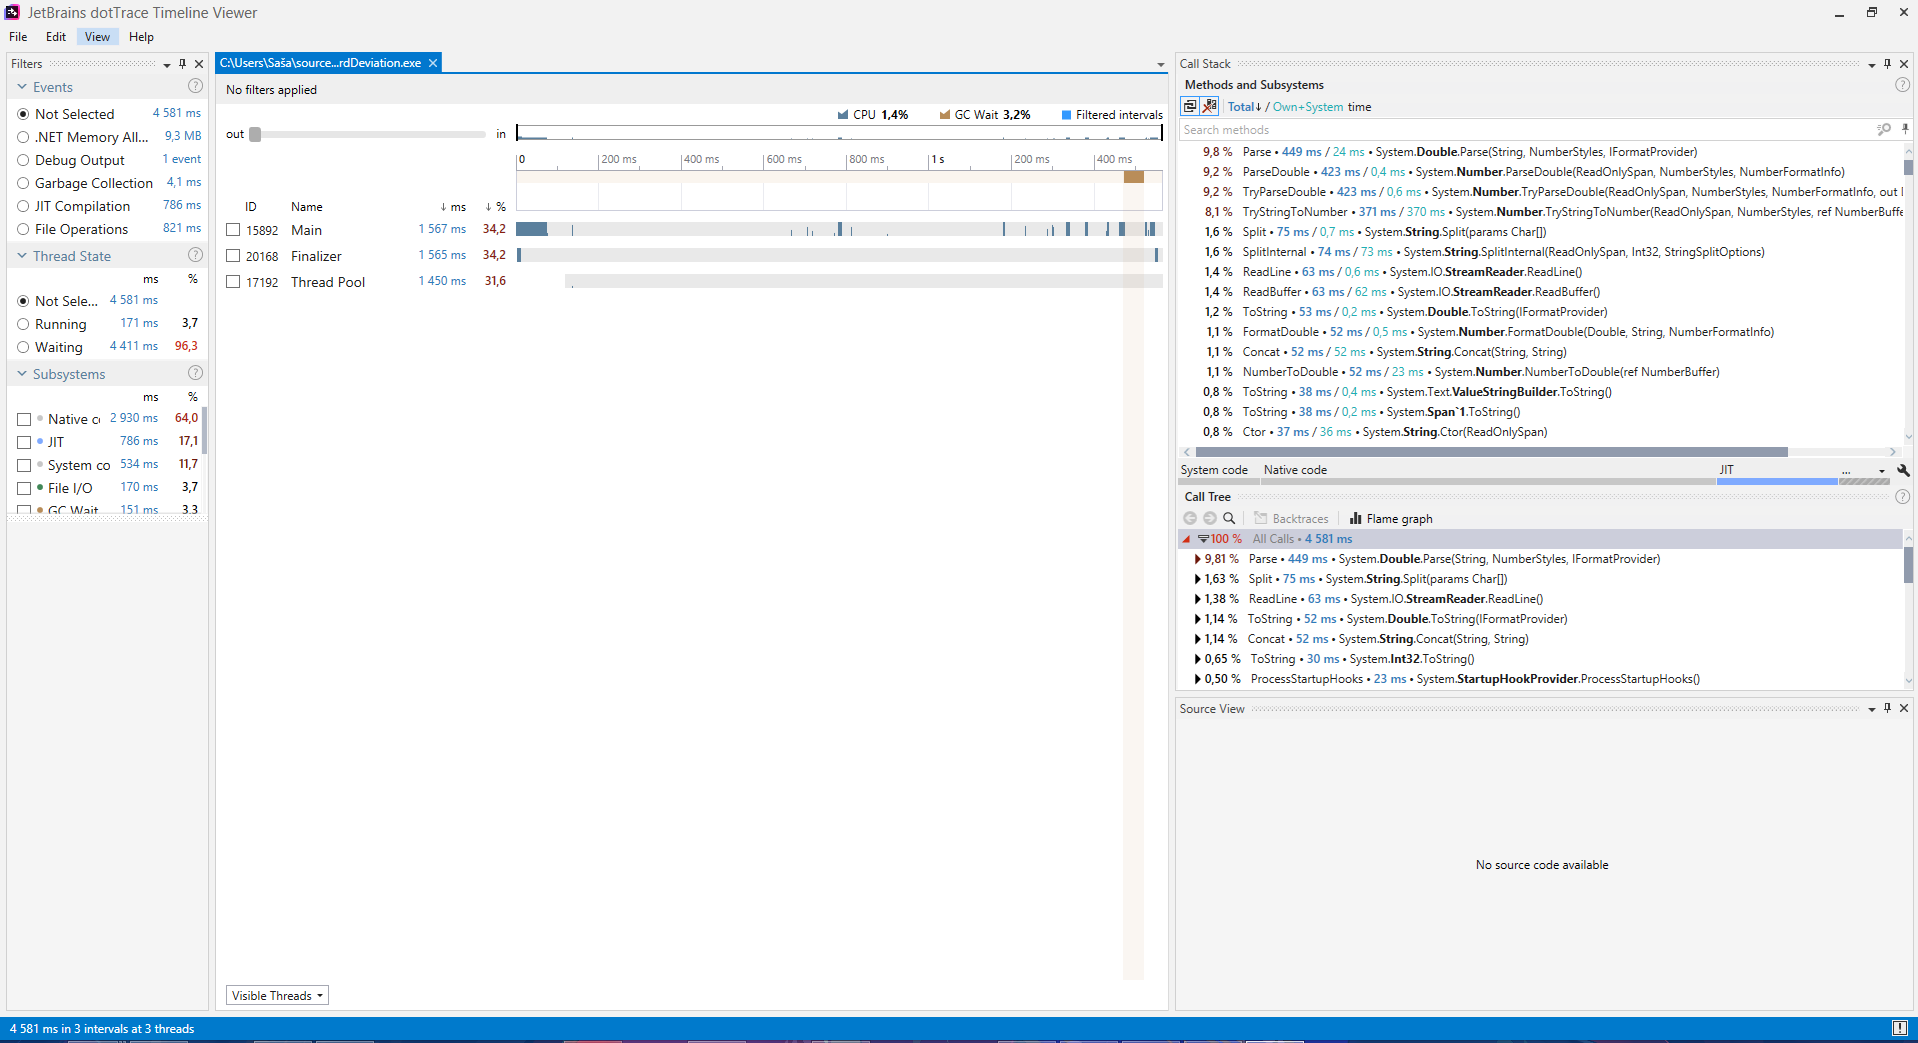 JetBrains dotTrace Timeline Viewer
File Edit View Help
Filters
Events
Not Selected 4 581 ms
.NET Memory All... 9,3 MB
Debug Output 1 event
Garbage Collection 4,1 ms
JIT Compilation 786 ms
File Operations 821 ms
Thread State
ms %
Not Sele... 4 581 ms
Running 171 ms 3,7
Waiting 4 411 ms 96,3
Subsystems
ms %
Native co 2 930 ms 64,0
JIT 786 ms 17,1
System co 534 ms 11,7
File I/O 170 ms 3,7
GC Wait 151 ms 3,3
C:\Users\Saša\source...rdDeviation.exe
No filters applied
CPU 1,4% GC Wait 3,2% Filtered intervals
out in
0 200 ms 400 ms 600 ms 800 ms 1 s 200 ms 400 ms
ID Name ↓ ms ↓ %
15892 Main 1 567 ms 34,2
20168 Finalizer 1 565 ms 34,2
17192 Thread Pool 1 450 ms 31,6
Visible Threads
Call Stack
Methods and Subsystems
Total↓ / Own+System time
Search methods
9,8 % Parse • 449 ms / 24 ms • System.Double.Parse(String, NumberStyles, IFormatProvider)
9,2 % ParseDouble • 423 ms / 0,4 ms • System.Number.ParseDouble(ReadOnlySpan, NumberStyles, NumberFormatInfo)
9,2 % TryParseDouble • 423 ms / 0,6 ms • System.Number.TryParseDouble(ReadOnlySpan, NumberStyles, NumberFormatInfo, out
8,1 % TryStringToNumber • 371 ms / 370 ms • System.Number.TryStringToNumber(ReadOnlySpan, NumberStyles, ref NumberBuffe
1,6 % Split • 75 ms / 0,7 ms • System.String.Split(params Char[])
1,6 % SplitInternal • 74 ms / 73 ms • System.String.SplitInternal(ReadOnlySpan, Int32, StringSplitOptions)
1,4 % ReadLine • 63 ms / 0,6 ms • System.IO.StreamReader.ReadLine()
1,4 % ReadBuffer • 63 ms / 62 ms • System.IO.StreamReader.ReadBuffer()
1,2 % ToString • 53 ms / 0,2 ms • System.Double.ToString(IFormatProvider)
1,1 % FormatDouble • 52 ms / 0,5 ms • System.Number.FormatDouble(Double, String, NumberFormatInfo)
1,1 % Concat • 52 ms / 52 ms • System.String.Concat(String, String)
1,1 % NumberToDouble • 52 ms / 23 ms • System.Number.NumberToDouble(ref NumberBuffer)
0,8 % ToString • 38 ms / 0,4 ms • System.Text.ValueStringBuilder.ToString()
0,8 % ToString • 38 ms / 0,2 ms • System.Span`1.ToString()
0,8 % Ctor • 37 ms / 36 ms • System.String.Ctor(ReadOnlySpan)
System code Native code JIT ...
Call Tree
Backtraces Flame graph
100 % All Calls • 4 581 ms
9,81 % Parse • 449 ms • System.Double.Parse(String, NumberStyles, IFormatProvider)
1,63 % Split • 75 ms • System.String.Split(params Char[])
1,38 % ReadLine • 63 ms • System.IO.StreamReader.ReadLine()
1,14 % ToString • 52 ms • System.Double.ToString(IFormatProvider)
1,14 % Concat • 52 ms • System.String.Concat(String, String)
0,65 % ToString • 30 ms • System.Int32.ToString()
0,50 % ProcessStartupHooks • 23 ms • System.StartupHookProvider.ProcessStartupHooks()
Source View
No source code available
4 581 ms in 3 intervals at 3 threads